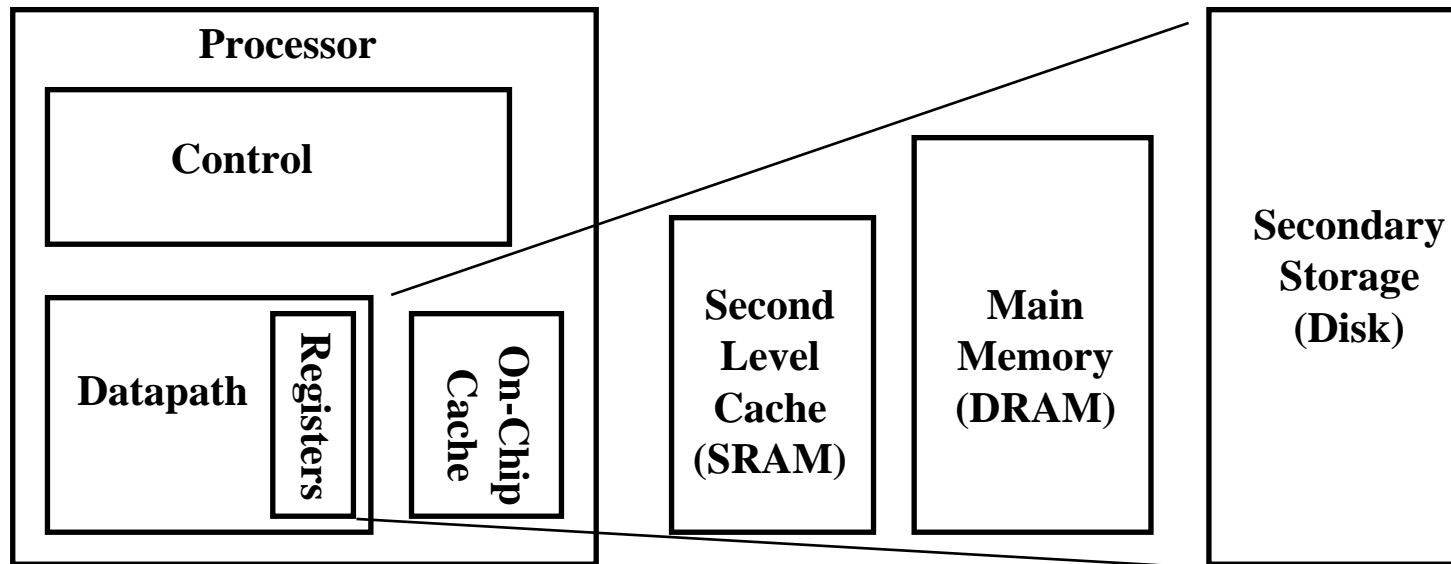 Processor
Control
Datapath
Registers
On-Chip
Cache
Second
Level
Cache
(SRAM)
Main
Memory
(DRAM)
Secondary
Storage
(Disk)